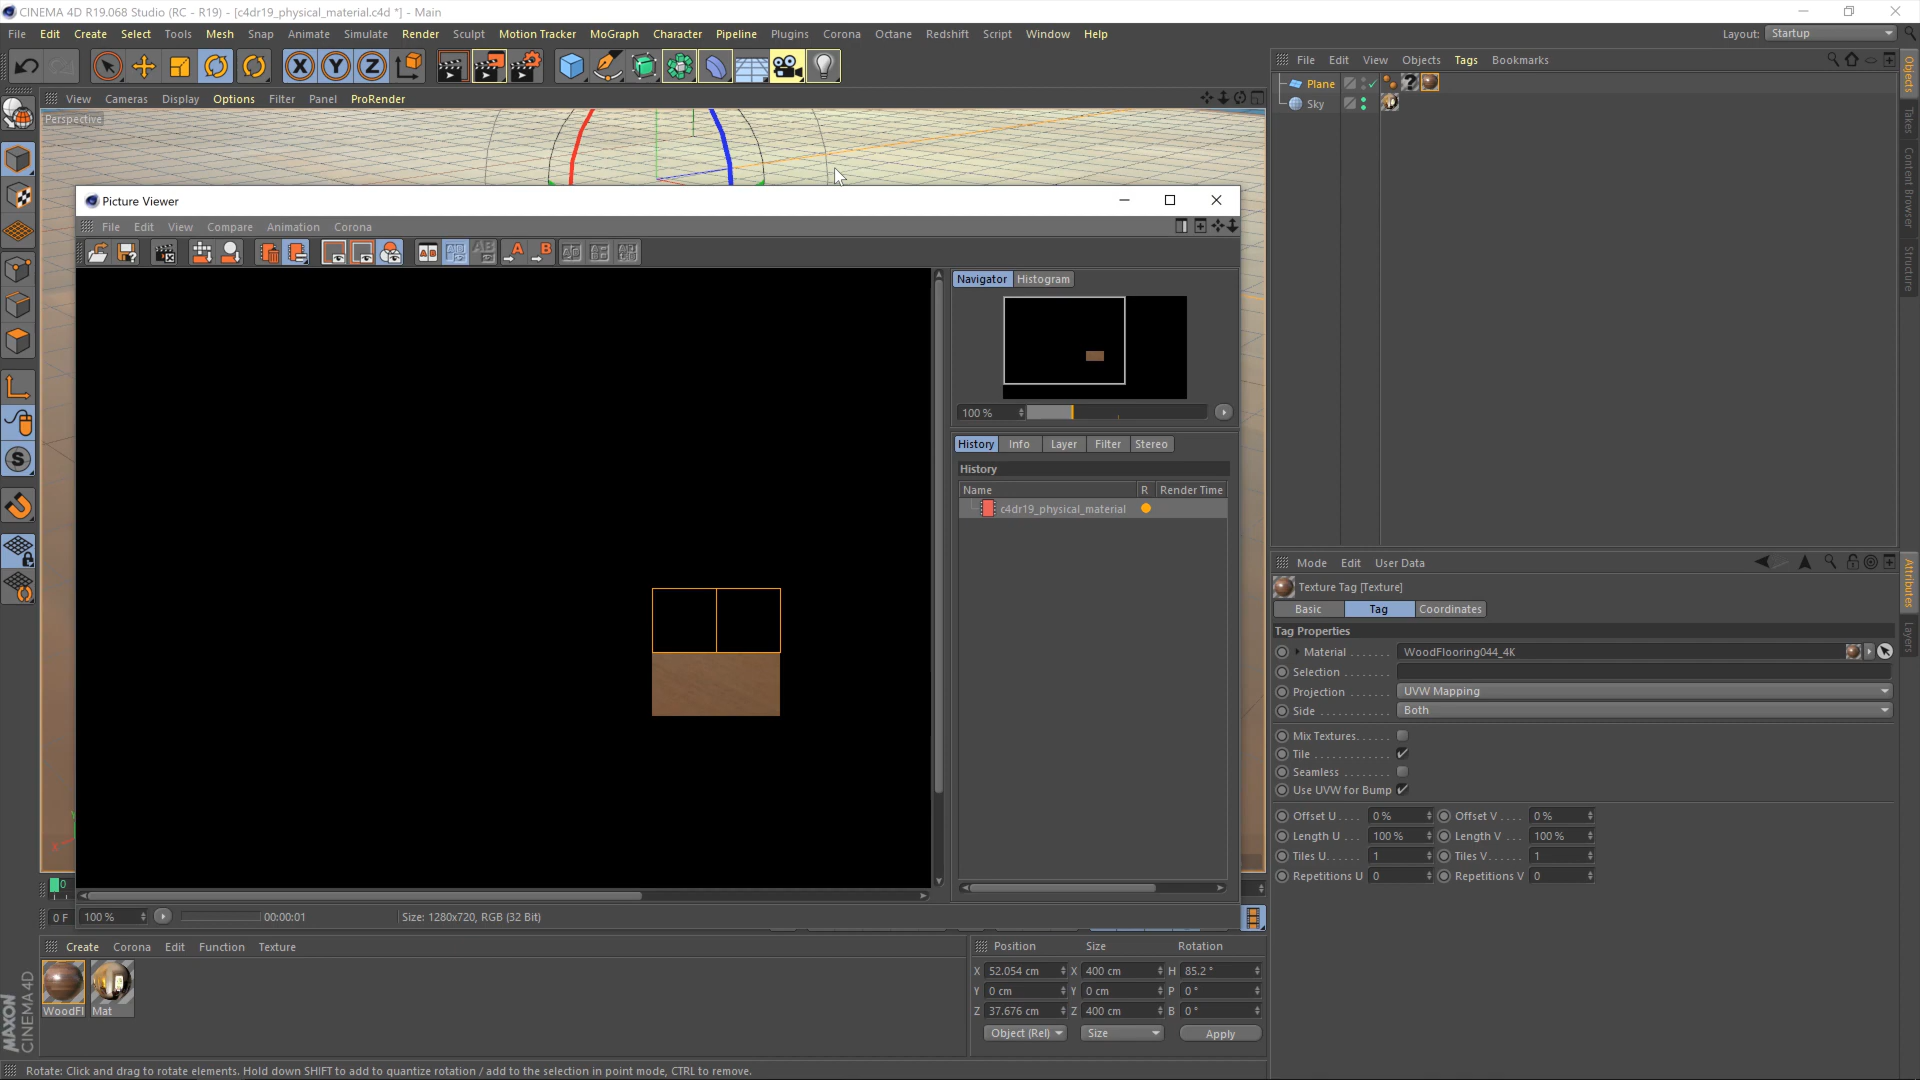 CINEMA 4D R19.068 Studio (RC - R19) - [c4dr19_physical_material.c4d *] - Main
File Edit Create Select Tools Mesh Snap Animate Simulate Render Sculpt Motion Tracker MoGraph Character Pipeline Plugins Corona Octane Redshift Script Window Help Layout: Startup
File Edit View Objects Tags Bookmarks
Plane
Sky
View Cameras Display Options Filter Panel ProRender
Perspective
Picture Viewer
File Edit View Compare Animation Corona
Navigator Histogram
100 %
History Info Layer Filter Stereo
History
Name R Render Time
c4dr19_physical_material
100 % 00:00:01 Size: 1280x720, RGB (32 Bit)
0
0 F
Mode Edit User Data
Texture Tag [Texture]
Basic Tag Coordinates
Tag Properties
Material . . . . . . . WoodFlooring044_4K
Selection . . . . . . . .
Projection . . . . . . . UVW Mapping
Side . . . . . . . . . . . . Both
Mix Textures. . . . . .
Tile . . . . . . . . . . . . .
Seamless . . . . . . . .
Use UVW for Bump
Offset U . . . . 0 % Offset V . . . . 0 %
Length U . . . 100 % Length V . . . 100 %
Tiles U. . . . . . 1 Tiles V. . . . . . 1
Repetitions U 0 Repetitions V 0
Objects
Takes
Content Browser
Structure
Attributes
Layers
Create Corona Edit Function Texture
WoodFl Mat
MAXON
CINEMA 4D
Position Size Rotation
X 52.054 cm X 400 cm H 85.2 °
Y 0 cm Y 0 cm P 0 °
Z 37.676 cm Z 400 cm B 0 °
Object (Rel) Size Apply
Rotate: Click and drag to rotate elements. Hold down SHIFT to add to quantize rotation / add to the selection in point mode, CTRL to remove.